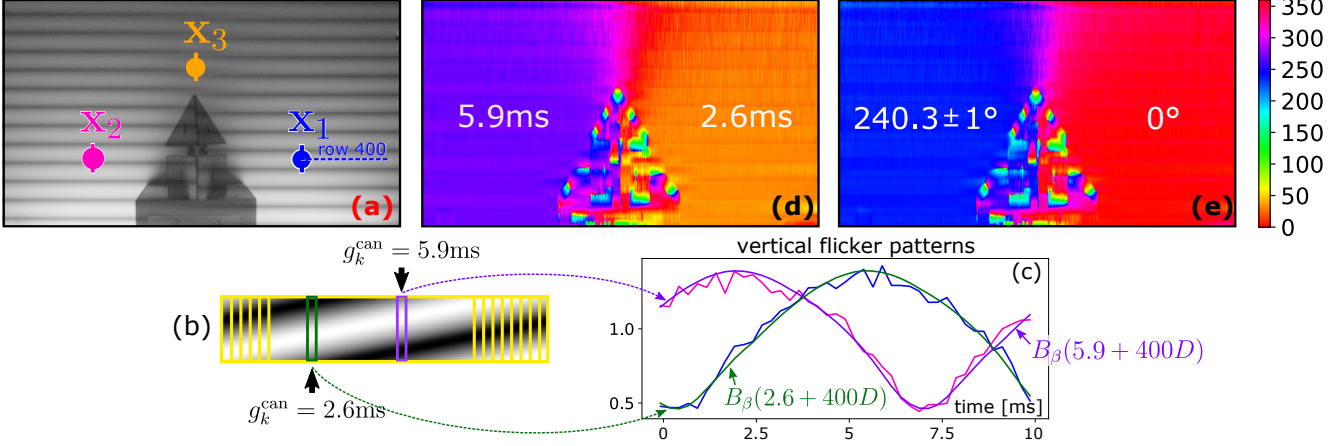 x₃
x₂
x₁
row 400
(a)
5.9ms
2.6ms
(d)
240.3±1°
0°
(e)
350
300
250
200
150
100
50
0
g_k^can = 5.9ms
(b)
g_k^can = 2.6ms
vertical flicker patterns
(c)
1.0
0.5
B_β(5.9 + 400D)
B_β(2.6 + 400D)
time [ms]
0
2.5
5
7.5
10